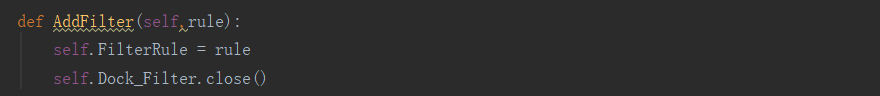 def AddFilter(self,rule):
    self.FilterRule = rule
    self.Dock_Filter.close()